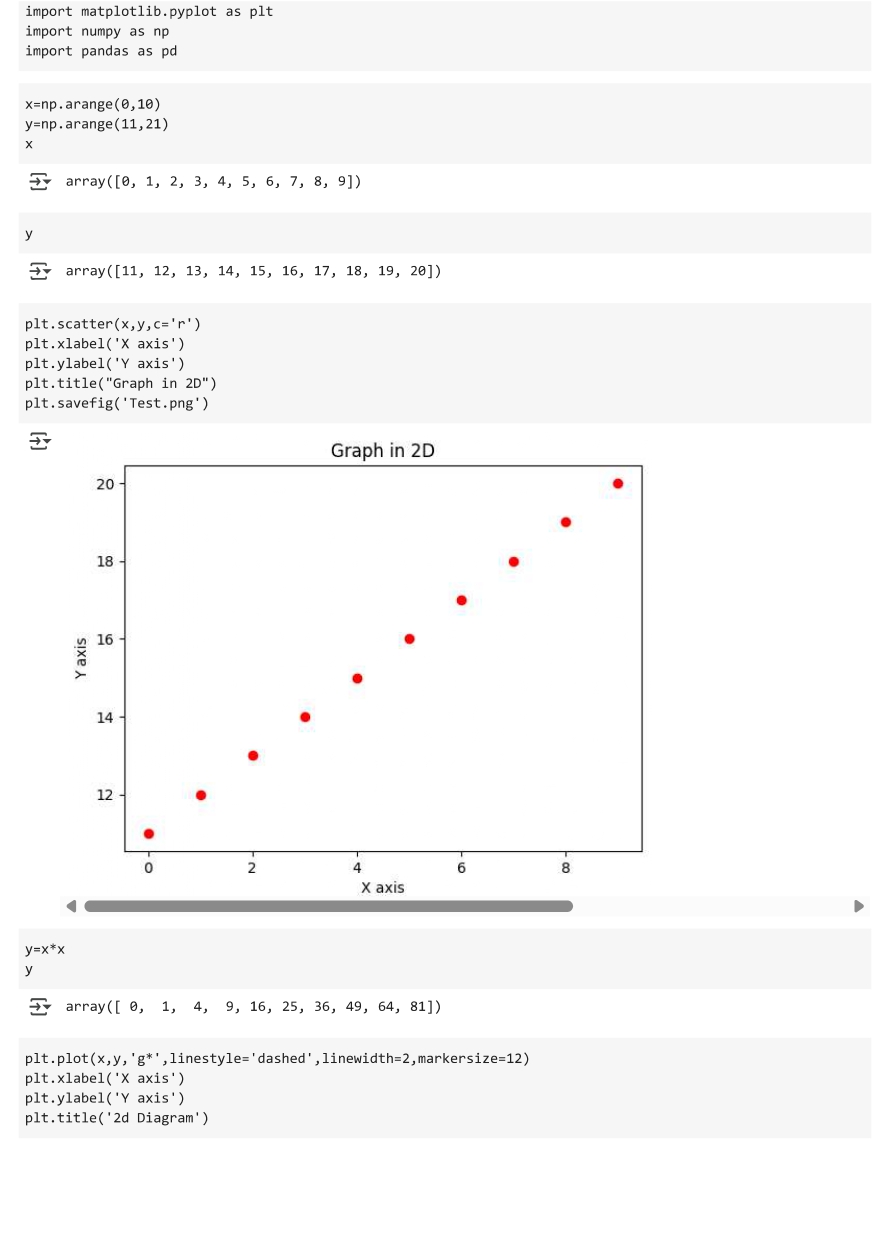 import matplotlib.pyplot as plt
import numpy as np
import pandas as pd
x=np.arange(0,10)
y=np.arange(11,21)
x
array([0, 1, 2, 3, 4, 5, 6, 7, 8, 9])
y
array([11, 12, 13, 14, 15, 16, 17, 18, 19, 20])
plt.scatter(x,y,c='r')
plt.xlabel('X axis')
plt.ylabel('Y axis')
plt.title("Graph in 2D")
plt.savefig('Test.png')
Graph in 2D
20
18
16
Y axis
14
12
0 2 4 6 8
X axis
y=x*x
y
array([ 0,  1,  4,  9, 16, 25, 36, 49, 64, 81])
plt.plot(x,y,'g*',linestyle='dashed',linewidth=2,markersize=12)
plt.xlabel('X axis')
plt.ylabel('Y axis')
plt.title('2d Diagram')